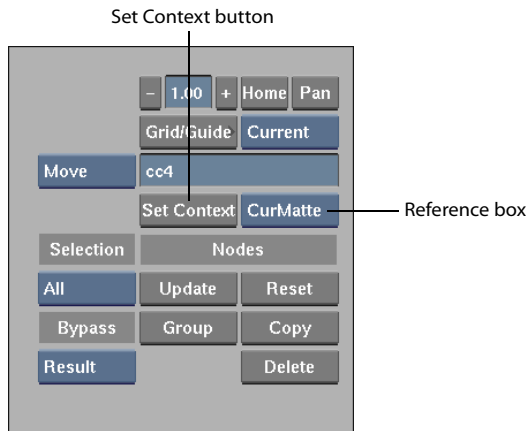 Set Context button
– 1.00 + Home Pan
Grid/Guide Current
Move cc4
Set Context CurMatte Reference box
Selection Nodes
All Update Reset
Bypass Group Copy
Result Delete